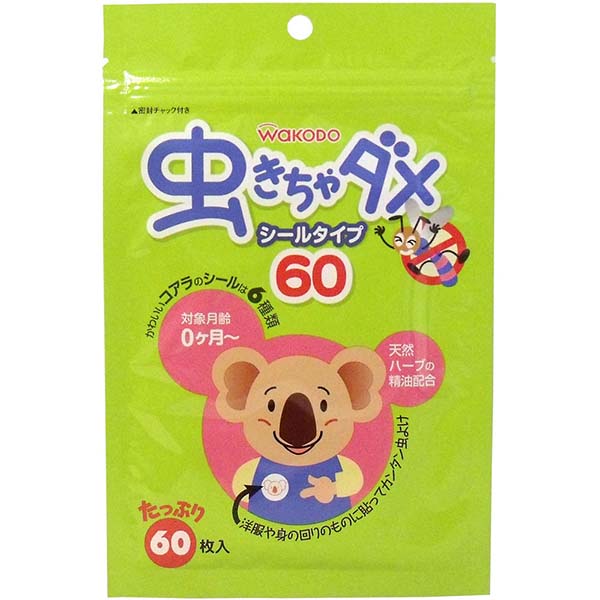 ▲密封チャック付き
WAKODO
虫きちゃダメ
シールタイプ
60
かわいいコアラのシールは6種類
対象月齢
0ヶ月～
天然
ハーブの
精油配合
洋服や身の回りのものに貼ってカンタン虫よけ
たっぷり
60枚入